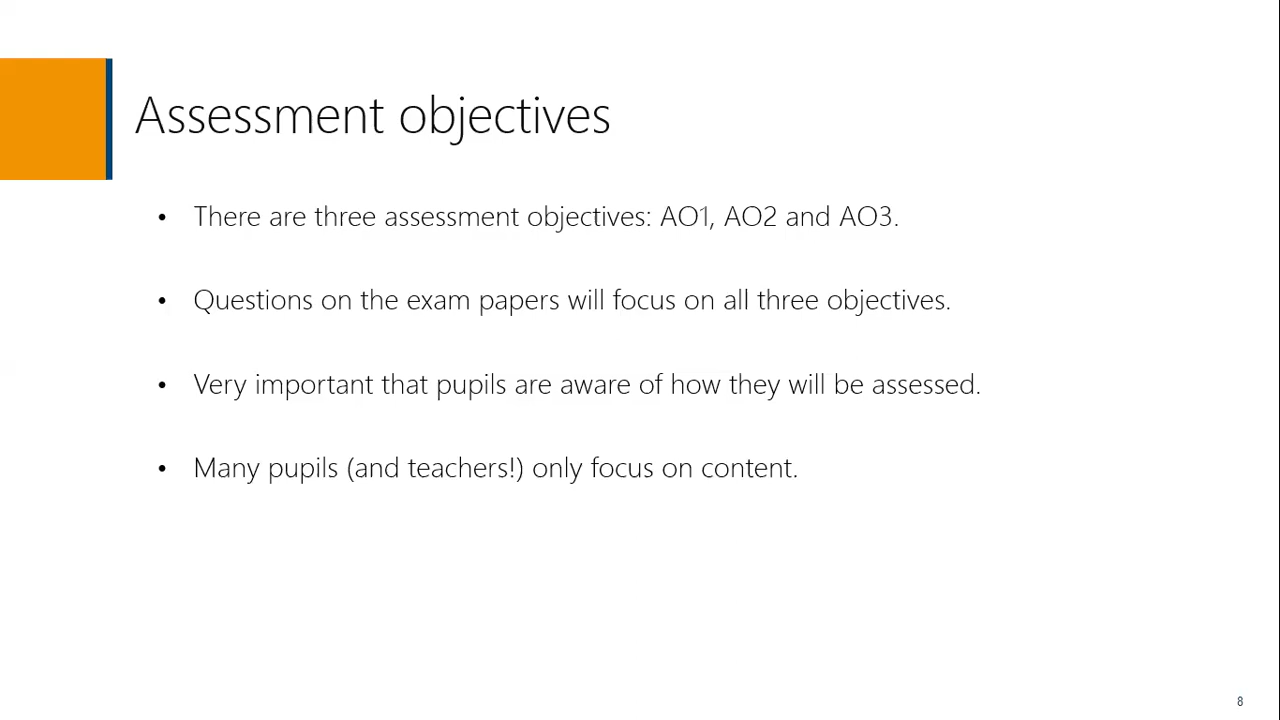 Assessment objectives
• There are three assessment objectives: AO1, AO2 and AO3.
• Questions on the exam papers will focus on all three objectives.
• Very important that pupils are aware of how they will be assessed.
• Many pupils (and teachers!) only focus on content.
8